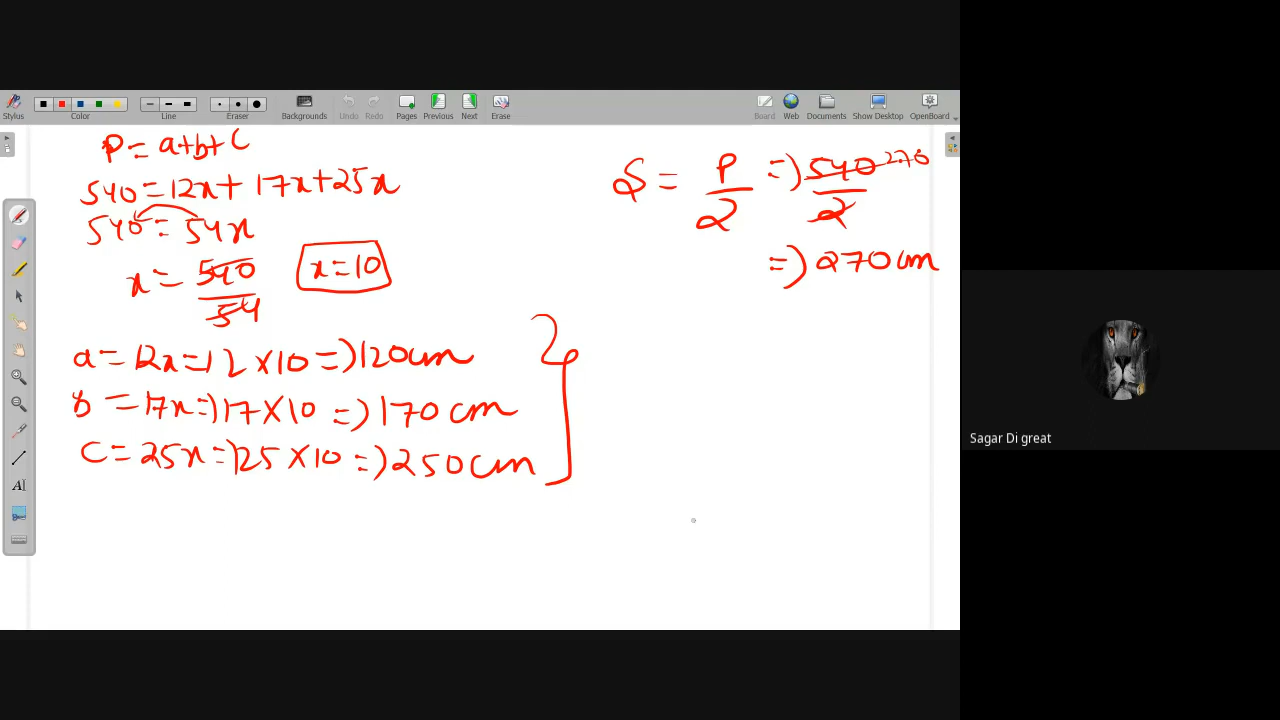 Stylus Color Line Eraser Backgrounds Undo Redo Pages Previous Next Erase Board Web Documents Show Desktop OpenBoard
P = a+b+c
540 = 12x + 17x + 25x
540 = 54x
x = 540/54
x = 10
a = 12x = 12 × 10 => 120cm
b = 17x => 17 × 10 => 170 cm
c = 25x => 25 × 10 => 250 cm
S = P/2 => 540/2 270
=> 270 cm
Sagar Di great